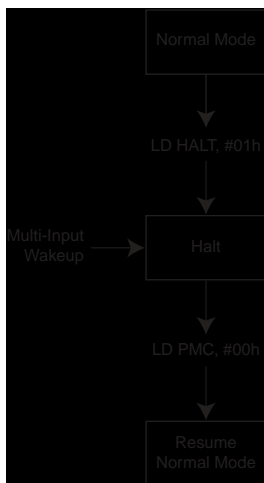 Normal Mode
LD HALT, #01h
Multi-Input
Wakeup
Halt
LD PMC, #00h
Resume
Normal Mode